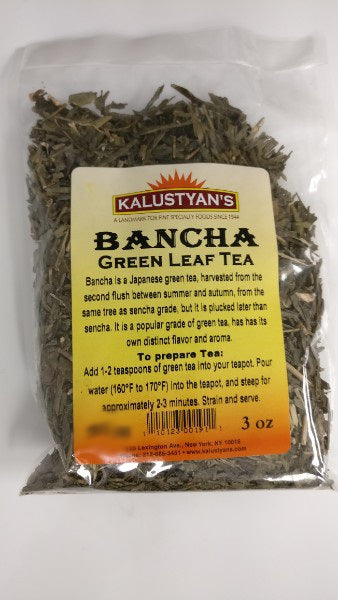 KALUSTYAN'S
A LANDMARK FOR FINE SPECIALTY FOODS SINCE 1944
BANCHA
GREEN LEAF TEA
Bancha is a Japanese green tea, harvested from the
second flush between summer and autumn, from the
same tree as sencha grade, but it is plucked later than
sencha. It is a popular grade of green tea, has has its
own distinct flavor and aroma.
To prepare Tea:
Add 1-2 teaspoons of green tea into your teapot. Pour
water (160°F to 170°F) into the teapot, and steep for
approximately 2-3 minutes. Strain and serve.
3 oz
Lexington Ave., New York, NY 10016
212-685-3451 • www.kalustyans.com